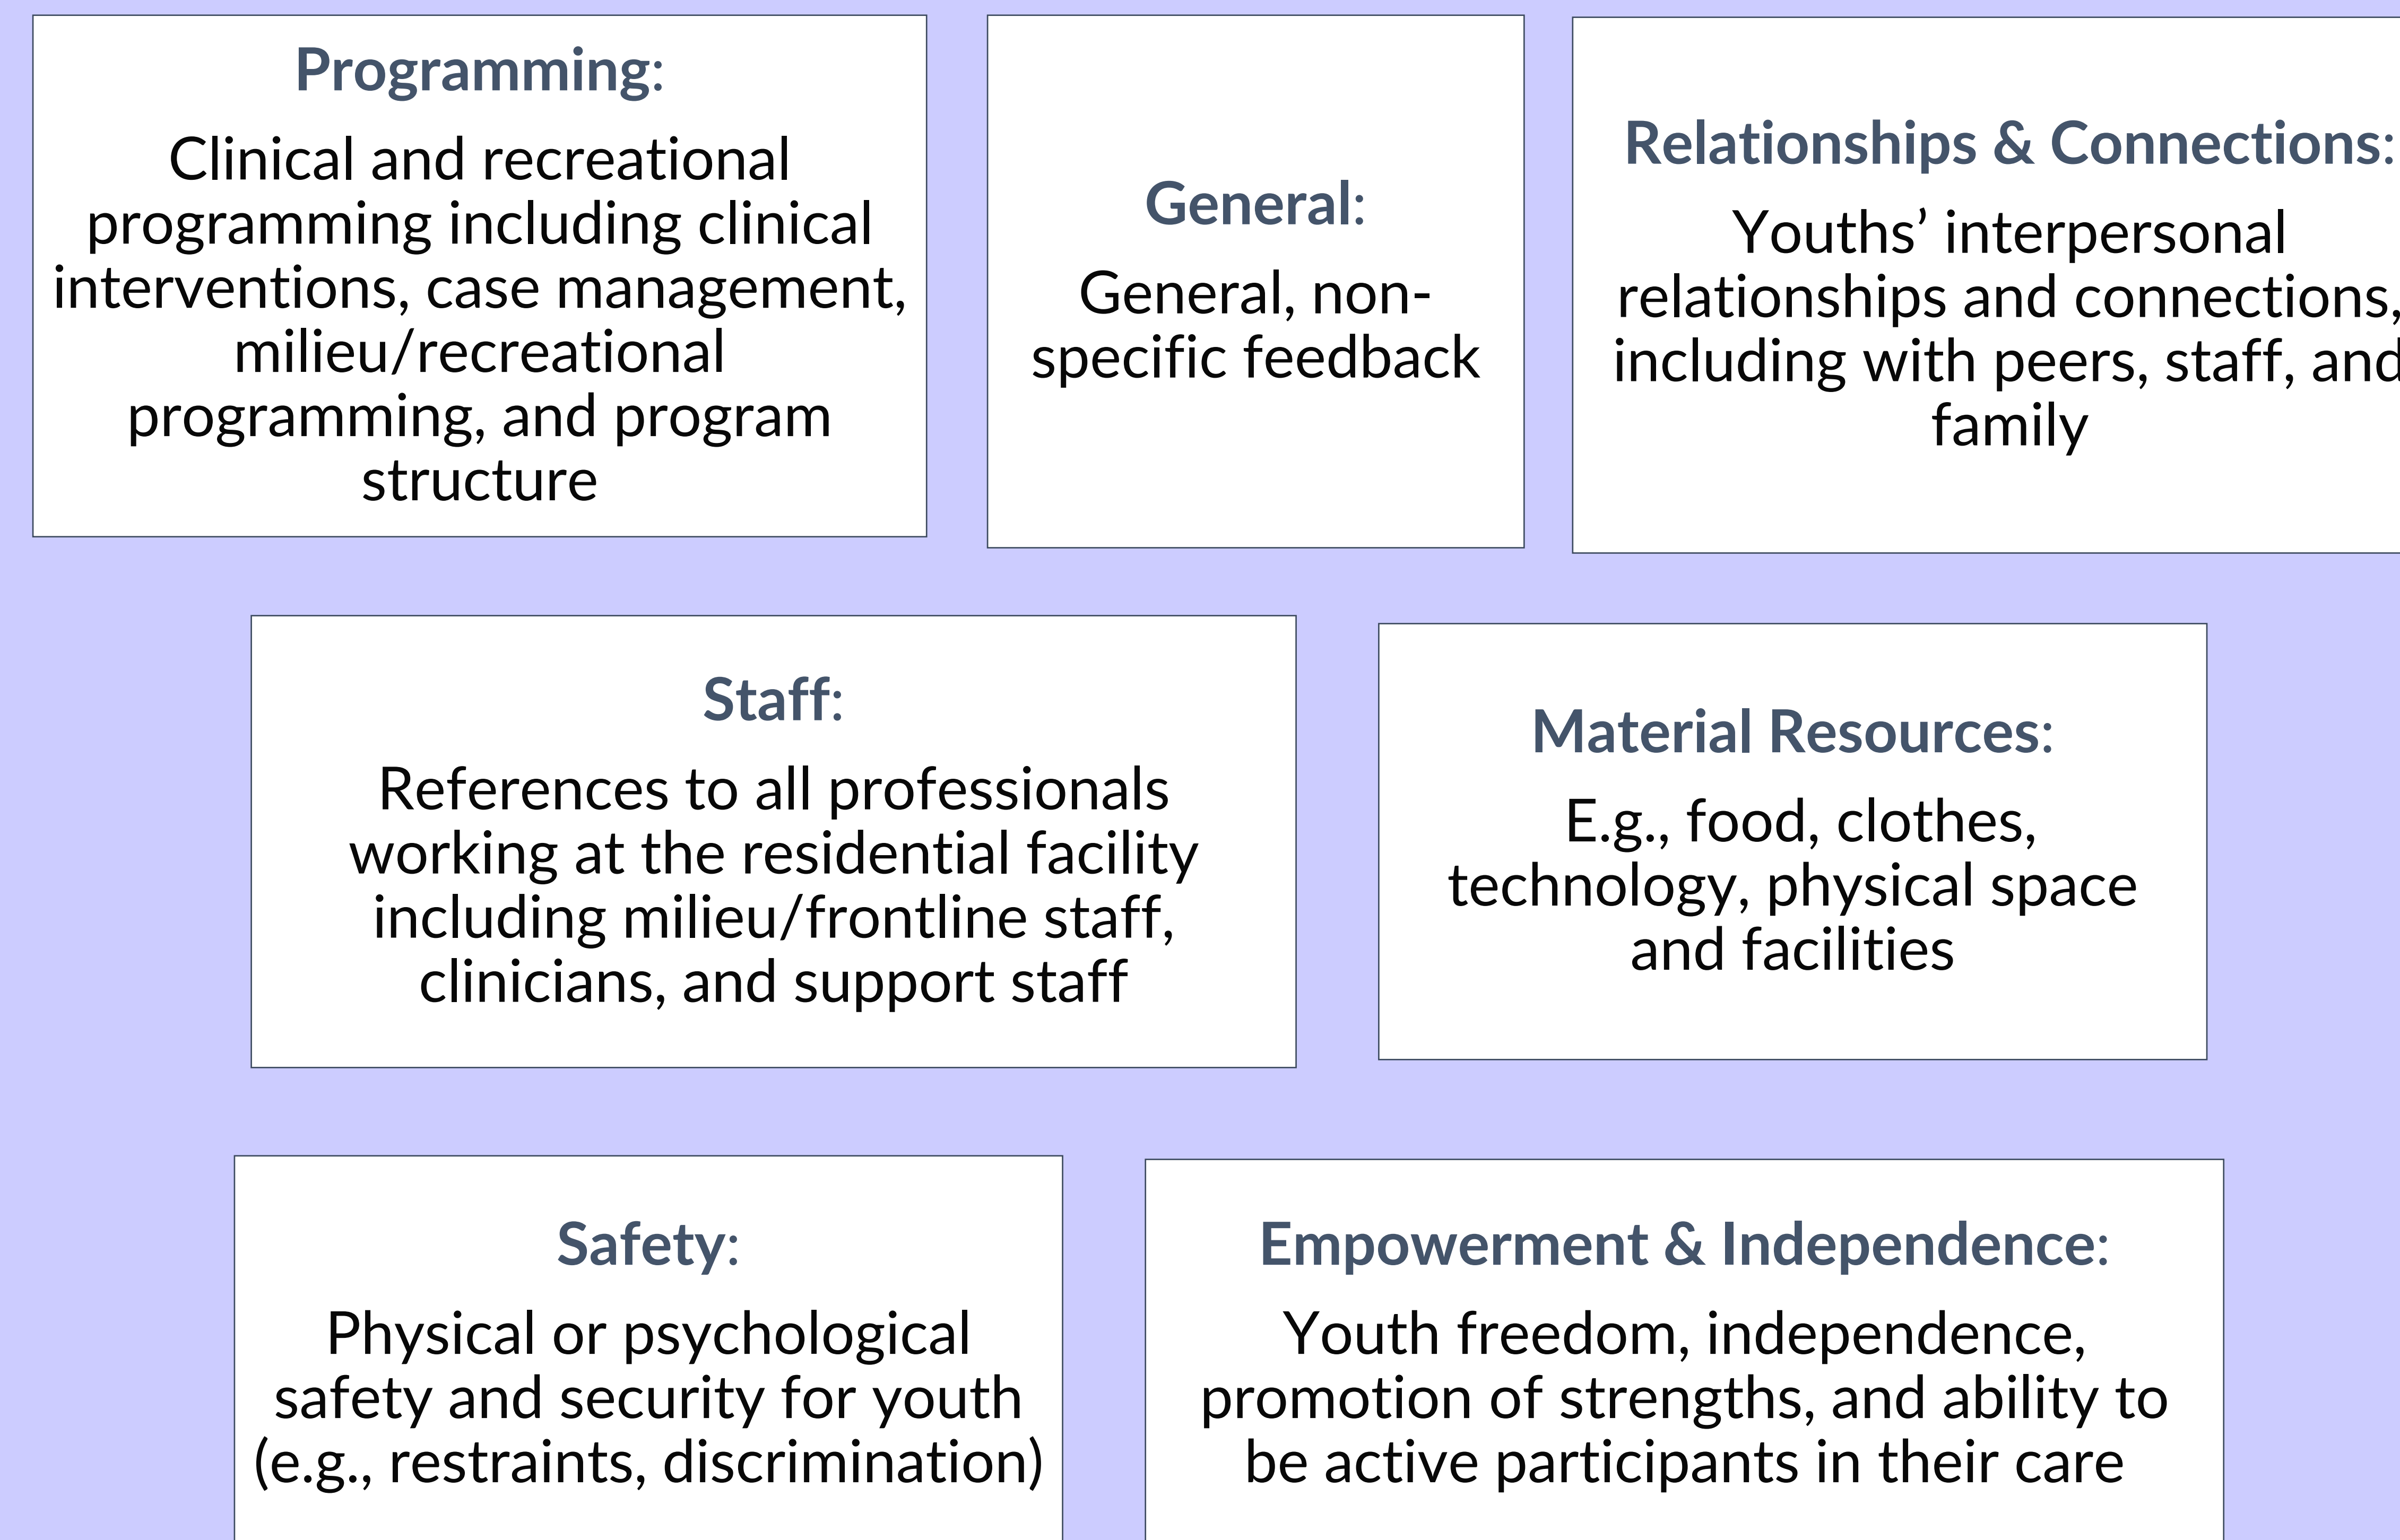 Programming:
Clinical and recreational
programming including clinical
interventions, case management,
milieu/recreational
programming, and program
structure
General:
General, non-
specific feedback
Relationships & Connections:
Youths’ interpersonal
relationships and connections,
including with peers, staff, and
family
Staff:
References to all professionals
working at the residential facility
including milieu/frontline staff,
clinicians, and support staff
Material Resources:
E.g., food, clothes,
technology, physical space
and facilities
Safety:
Physical or psychological
safety and security for youth
(e.g., restraints, discrimination)
Empowerment & Independence:
Youth freedom, independence,
promotion of strengths, and ability to
be active participants in their care